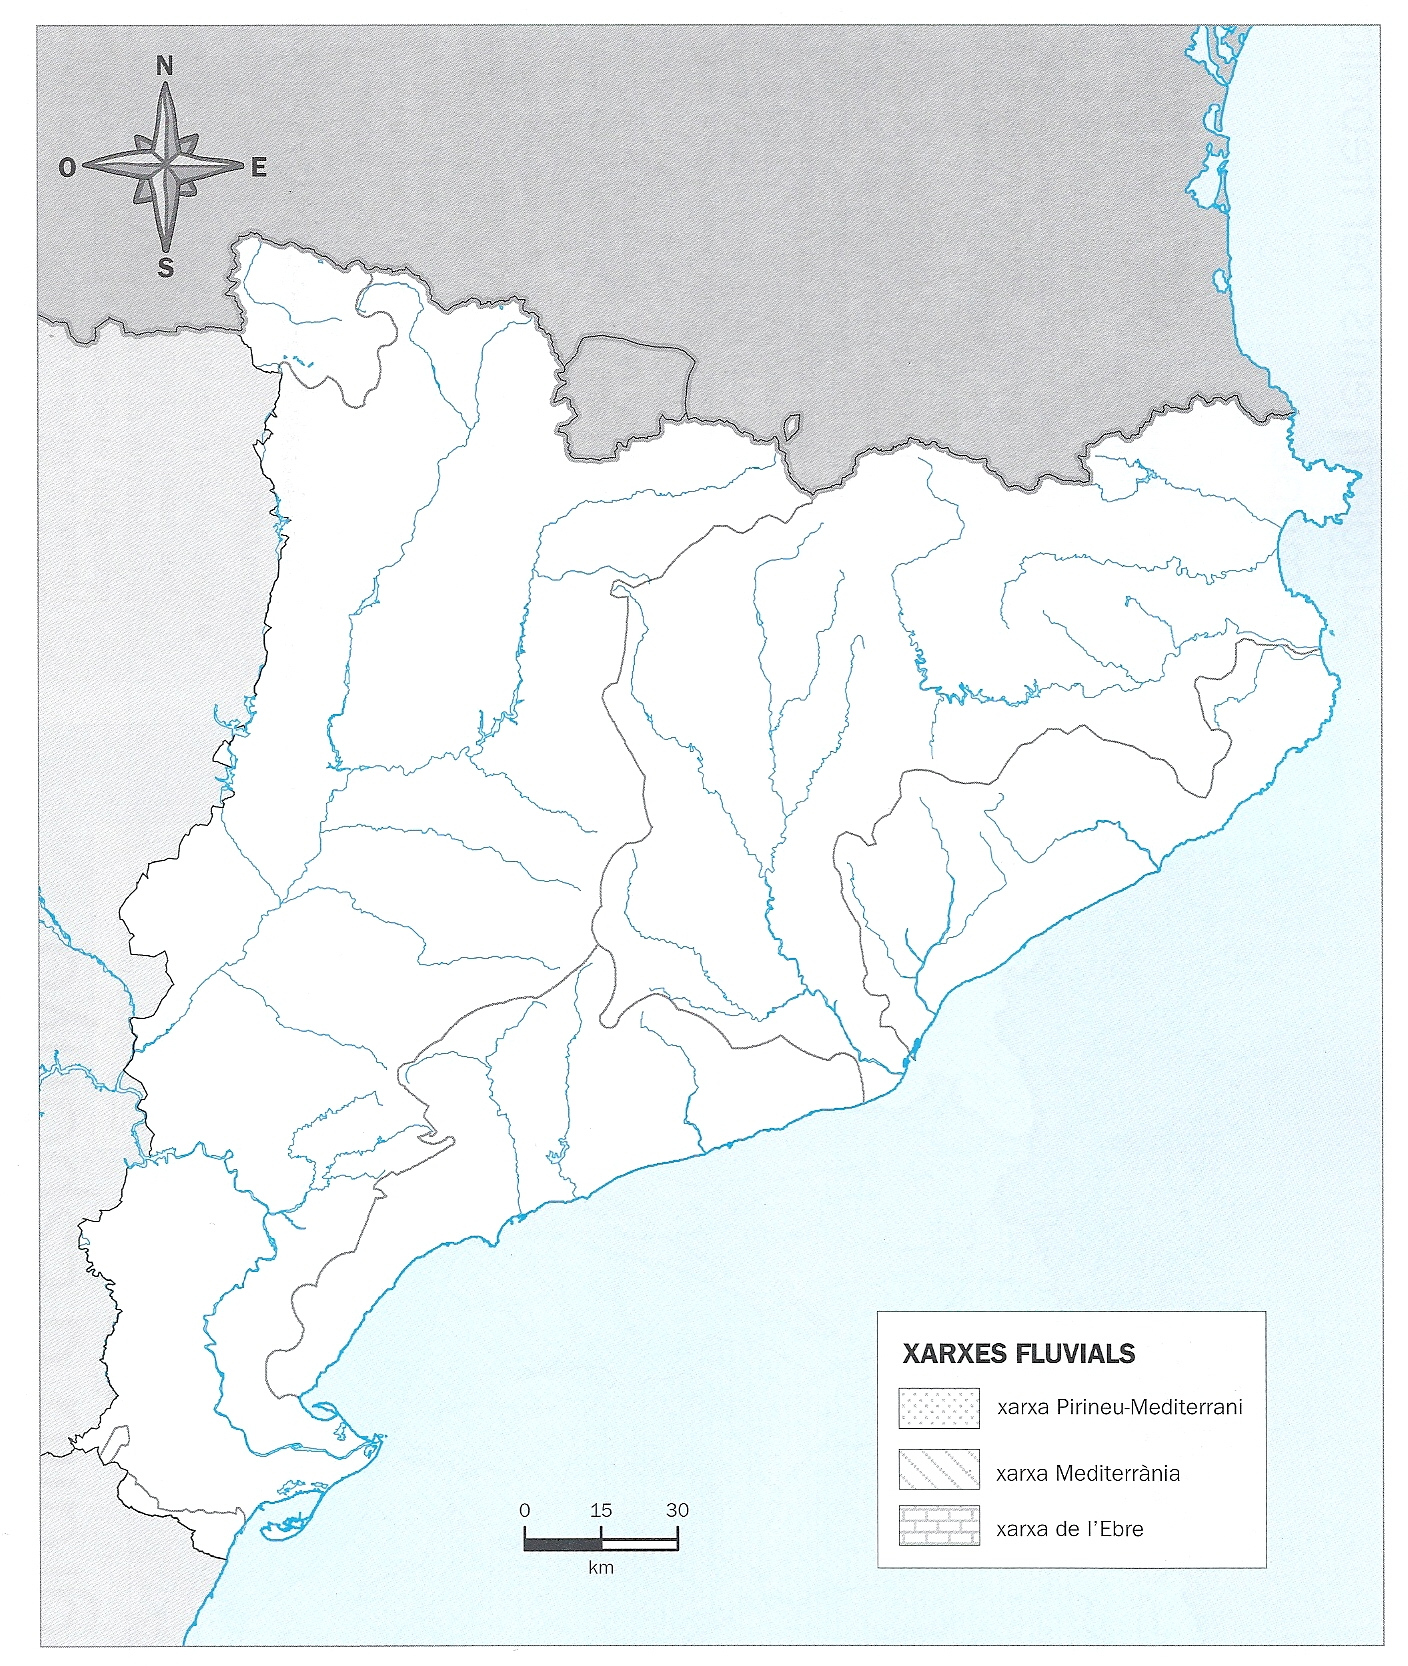 N
O
E
S
XARXES FLUVIALS
xarxa Pirineu-Mediterrani
xarxa Mediterrània
xarxa de l'Ebre
0 15 30
km